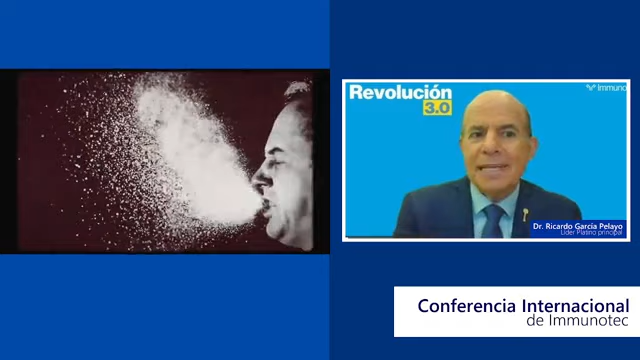 Revolución
3.0
Immuno
Dr. Ricardo García Pelayo
Líder Platino principal
Conferencia Internacional
de Immunotec